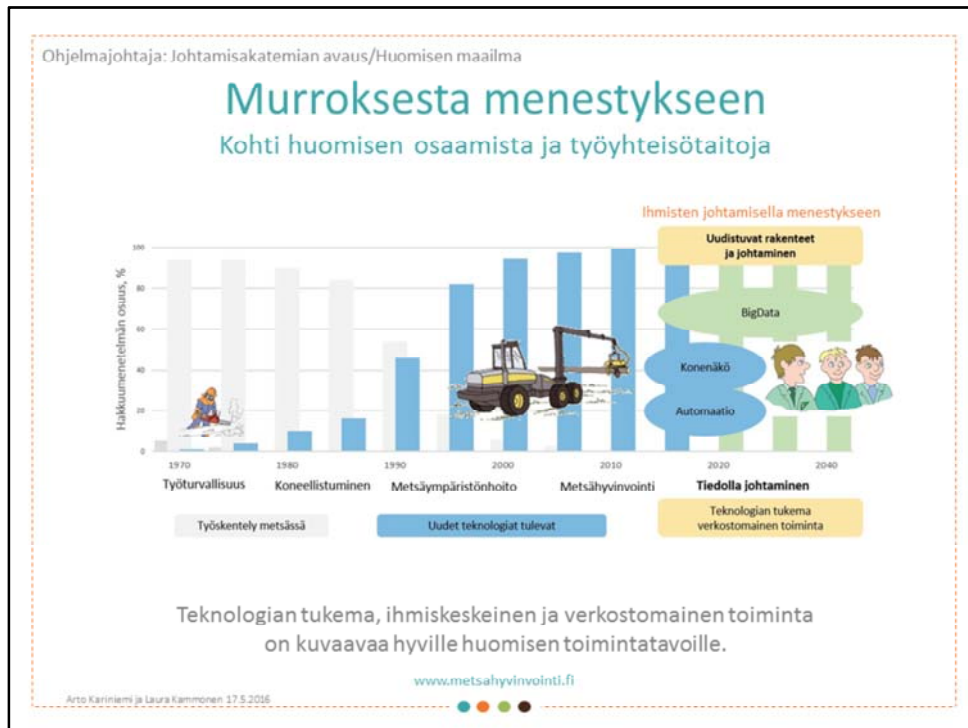 Ohjelmajohtaja: Johtamisakatemian avaus/Huomisen maailma
Murroksesta menestykseen
Kohti huomisen osaamista ja työyhteisötaitoja
Ihmisten johtamisella menestykseen
Uudistuvat rakenteet
ja johtaminen
BigData
Konenäkö
Automaatio
Hakkuumenetelmän osuus, %
100
80
60
40
20
0
1970 1980 1990 2000 2010 2020 2040
Työturvallisuus Koneellistuminen Metsäympäristönhoito Metsähyvinvointi Tiedolla johtaminen
Työskentely metsässä
Uudet teknologiat tulevat
Teknologian tukema
verkostomainen toiminta
Teknologian tukema, ihmiskeskeinen ja verkostomainen toiminta
on kuvaavaa hyville huomisen toimintatavoille.
www.metsahyvinvointi.fi
Arto Kariniemi ja Laura Kammonen 17.5.2016